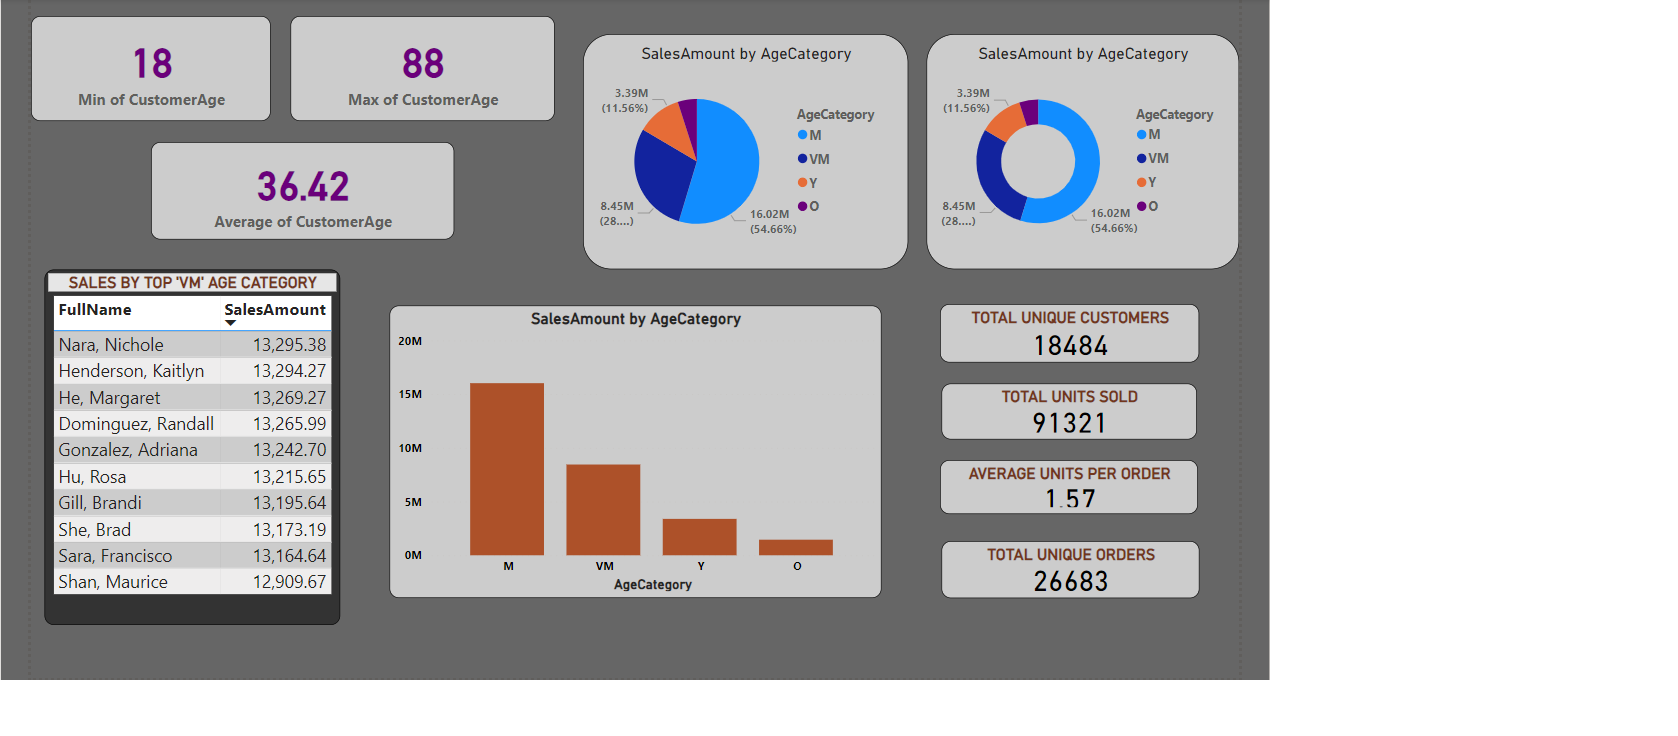 18
Min of CustomerAge
88
Max of CustomerAge
36.42
Average of CustomerAge
SalesAmount by AgeCategory
3.39M
(11.56%)
8.45M
(28....)
16.02M
(54.66%)
AgeCategory
M
VM
Y
O
SalesAmount by AgeCategory
3.39M
(11.56%)
8.45M
(28....)
16.02M
(54.66%)
AgeCategory
M
VM
Y
O
SALES BY TOP 'VM' AGE CATEGORY
FullName SalesAmount
Nara, Nichole 13,295.38
Henderson, Kaitlyn 13,294.27
He, Margaret 13,269.27
Dominguez, Randall 13,265.99
Gonzalez, Adriana 13,242.70
Hu, Rosa 13,215.65
Gill, Brandi 13,195.64
She, Brad 13,173.19
Sara, Francisco 13,164.64
Shan, Maurice 12,909.67
SalesAmount by AgeCategory
20M
15M
10M
5M
0M
M VM Y O
AgeCategory
TOTAL UNIQUE CUSTOMERS
18484
TOTAL UNITS SOLD
91321
AVERAGE UNITS PER ORDER
1.57
TOTAL UNIQUE ORDERS
26683